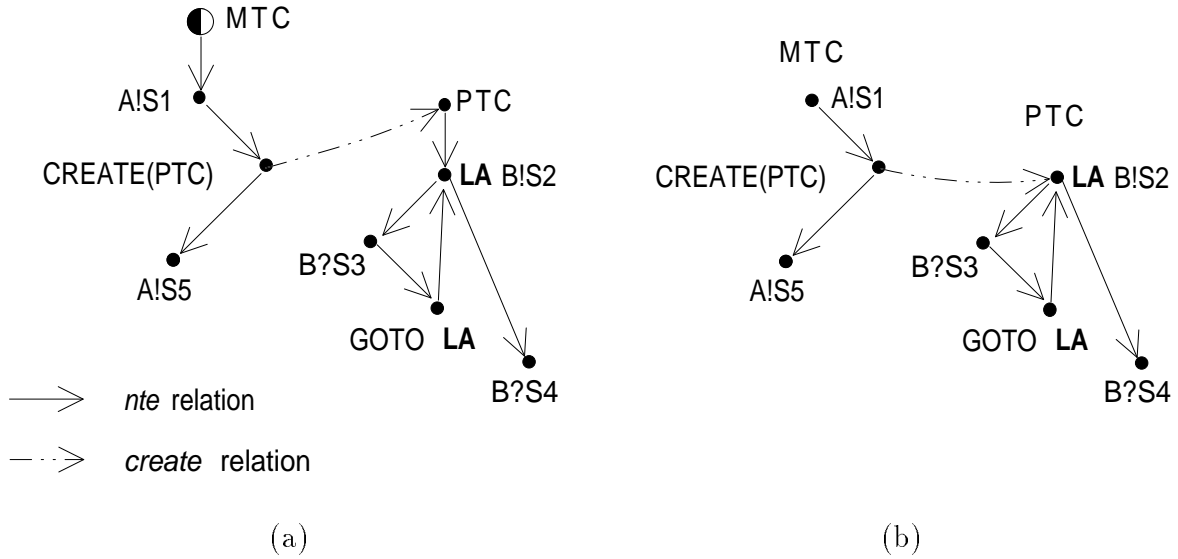 MTC
A!S1
CREATE(PTC)
A!S5
PTC
LA B!S2
B?S3
GOTO LA
B?S4
nte relation
create relation
(a)
MTC
A!S1
CREATE(PTC)
A!S5
PTC
LA B!S2
B?S3
GOTO LA
B?S4
(b)